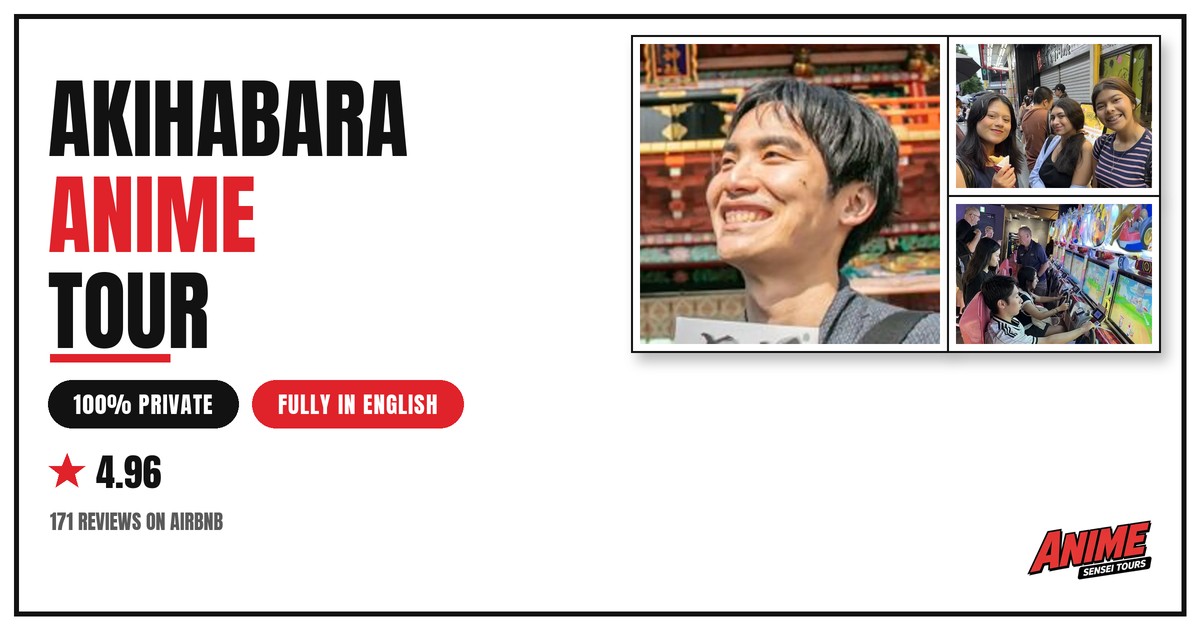 AKIHABARA
ANIME
TOUR
100% PRIVATE
FULLY IN ENGLISH
4.96
171 REVIEWS ON AIRBNB
ANIME
SENSEI TOURS